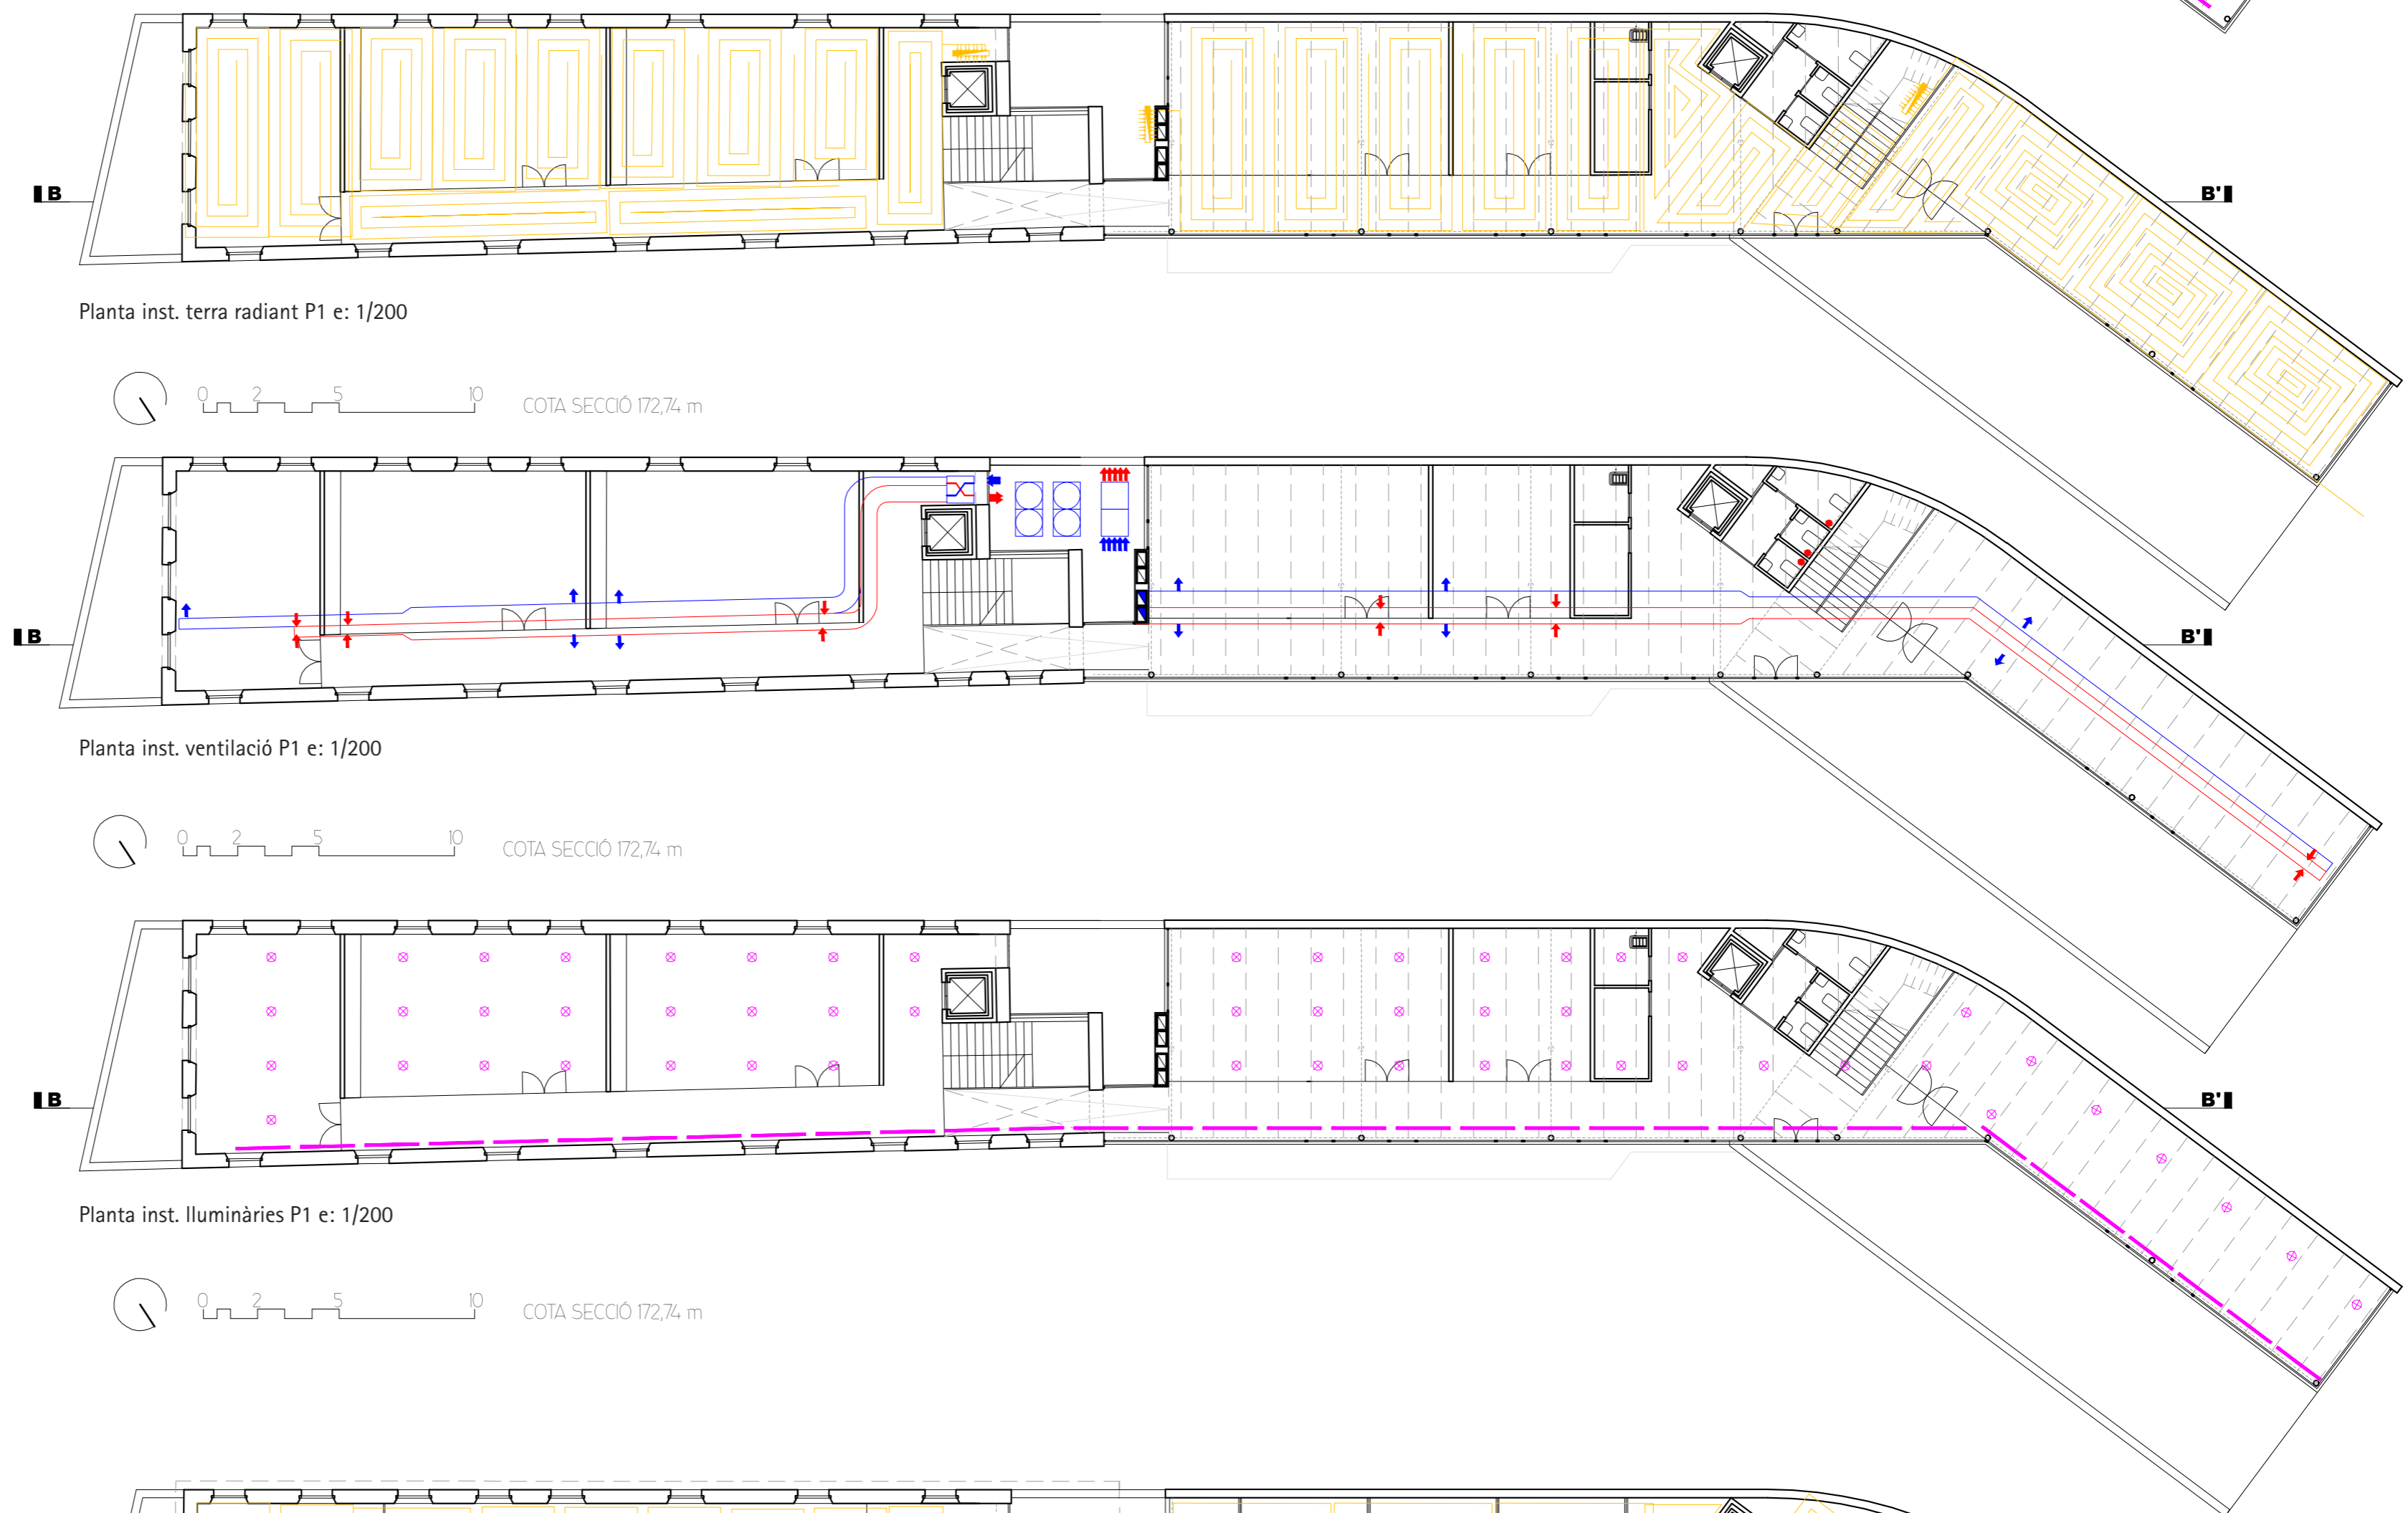 B B'
Planta inst. terra radiant P1 e: 1/200
0 2 5 10 COTA SECCIÓ 172,74 m
B B'
Planta inst. ventilació P1 e: 1/200
0 2 5 10 COTA SECCIÓ 172,74 m
B B'
Planta inst. lluminàries P1 e: 1/200
0 2 5 10 COTA SECCIÓ 172,74 m